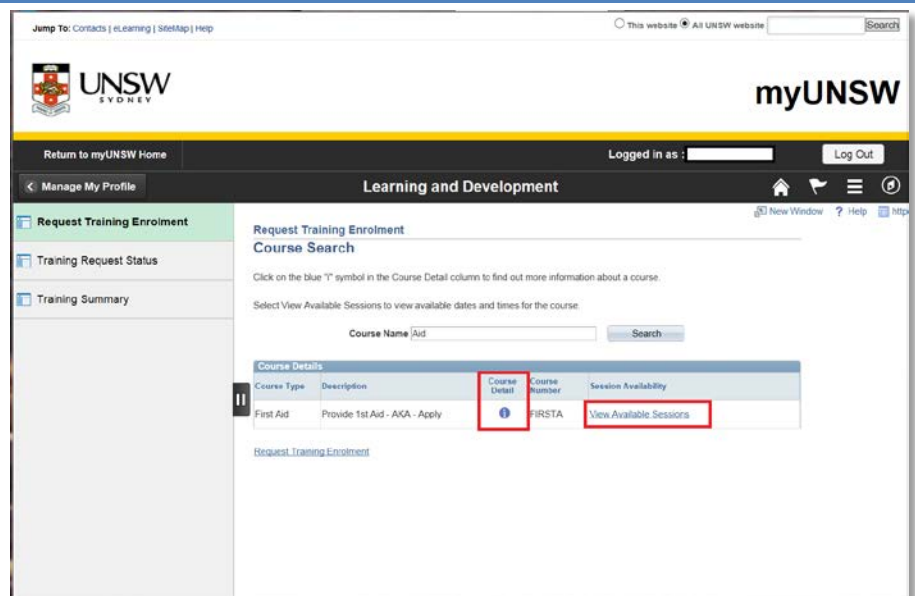 Jump To: Contacts | eLearning | SiteMap | Help
This website All UNSW website Search
UNSW
SYDNEY
myUNSW
Return to myUNSW Home Logged in as : Log Out
Manage My Profile Learning and Development
New Window ? Help http
Request Training Enrolment
Training Request Status
Training Summary
Request Training Enrolment
Course Search
Click on the blue "i" symbol in the Course Detail column to find out more information about a course.
Select View Available Sessions to view available dates and times for the course.
Course Name Aid Search
Course Details
Course Type Description Course Detail Course Number Session Availability
First Aid Provide 1st Aid - AKA - Apply FIRSTA View Available Sessions
Request Training Enrolment